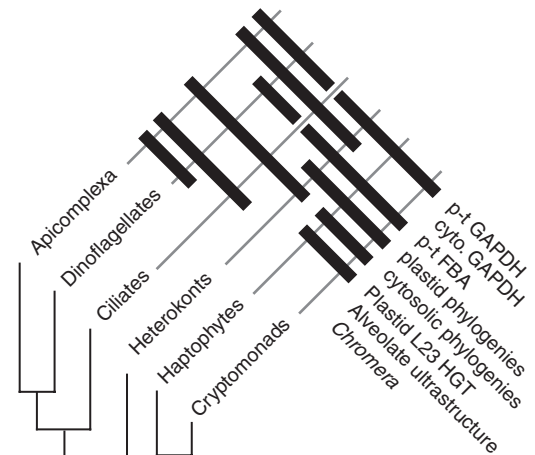 Apicomplexa
Dinoflagellates
Ciliates
Heterokonts
Haptophytes
Cryptomonads
p-t GAPDH
cyto. GAPDH
p-t FBA
plastid phylogenies
cytosolic phylogenies
Plastid L23 HGT
Alveolate ultrastructure
Chromera